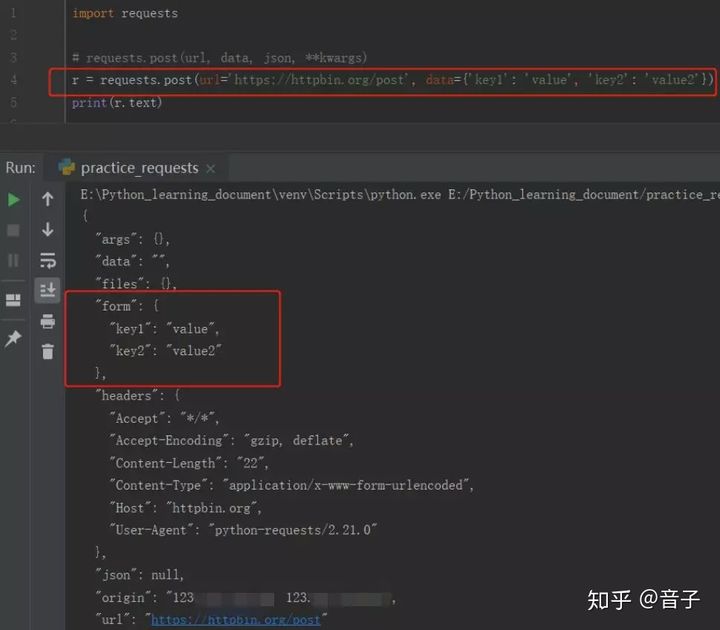 1 import requests
2
3 # requests.post(url, data, json, **kwargs)
4 r = requests.post(url='https://httpbin.org/post', data={'key1': 'value', 'key2': 'value2'})
5 print(r.text)
Run: practice_requests ×
E:\Python_learning_document\venv\Scripts\python.exe E:/Python_learning_document/practice_re
{
"args": {},
"data": "",
"files": {},
"form": {
"key1": "value",
"key2": "value2"
},
"headers": {
"Accept": "*/*",
"Accept-Encoding": "gzip, deflate",
"Content-Length": "22",
"Content-Type": "application/x-www-form-urlencoded",
"Host": "httpbin.org",
"User-Agent": "python-requests/2.21.0"
},
"json": null,
"origin": "123 123. ,
"url": "https://httpbin.org/post"
知乎 @音子